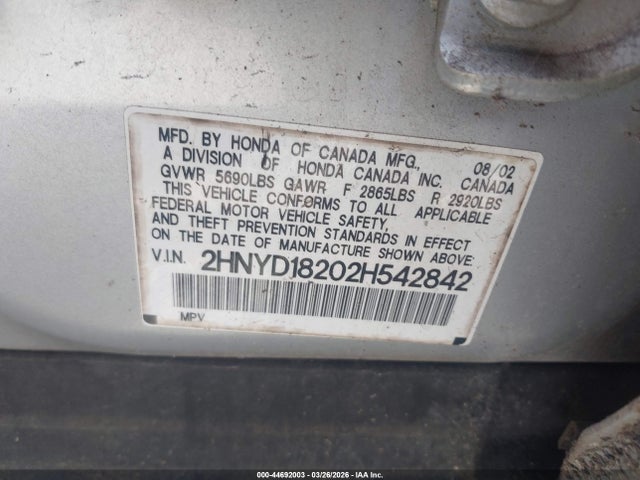 MFD. BY HONDA OF CANADA MFG., 08/02
A DIVISION OF HONDA CANADA INC. CANADA
GVWR 5690LBS GAWR F 2865LBS R 2920LBS
THIS VEHICLE CONFORMS TO ALL APPLICABLE
FEDERAL MOTOR VEHICLE SAFETY,
AND THEFT PREVENTION STANDARDS IN EFFECT
ON THE DATE OF MANUFACTURE SHOWN ABOVE.
V.I.N. 2HNYD18202H542842
MPV
000-44692003 | 03/26/2026 | IAA Inc.